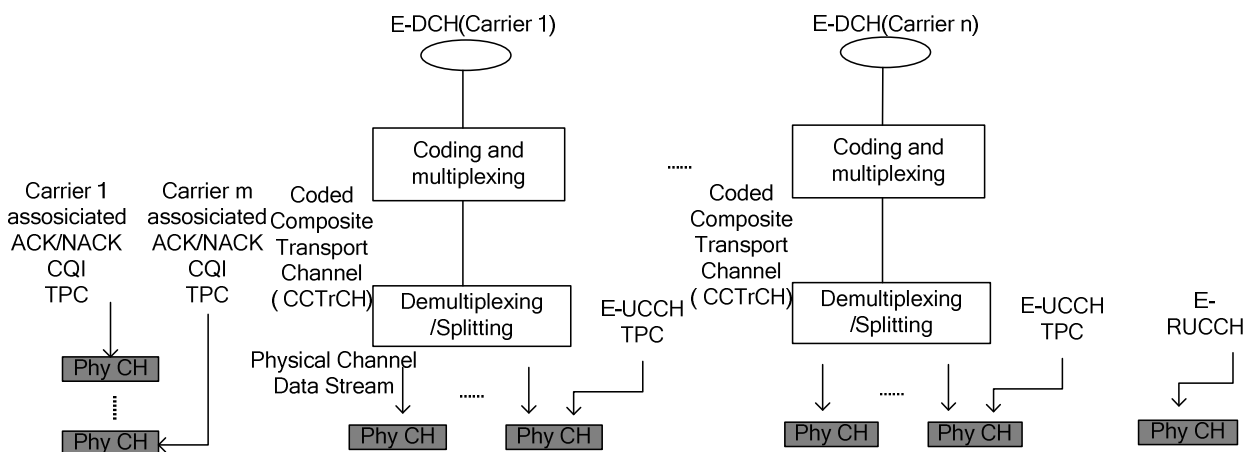 E-DCH(Carrier 1)
E-DCH(Carrier n)
Coding and
multiplexing
......
Coding and
multiplexing
Carrier 1
assosiciated
ACK/NACK
CQI
TPC
Carrier m
assosiciated
ACK/NACK
CQI
TPC
Coded
Composite
Transport
Channel
( CCTrCH)
Coded
Composite
Transport
Channel
( CCTrCH)
Demultiplexing
/Splitting
E-UCCH
TPC
Demultiplexing
/Splitting
E-UCCH
TPC
E-
RUCCH
Physical Channel
Data Stream
Phy CH
......
Phy CH
......
Phy CH
Phy CH
......
Phy CH
Phy CH
Phy CH